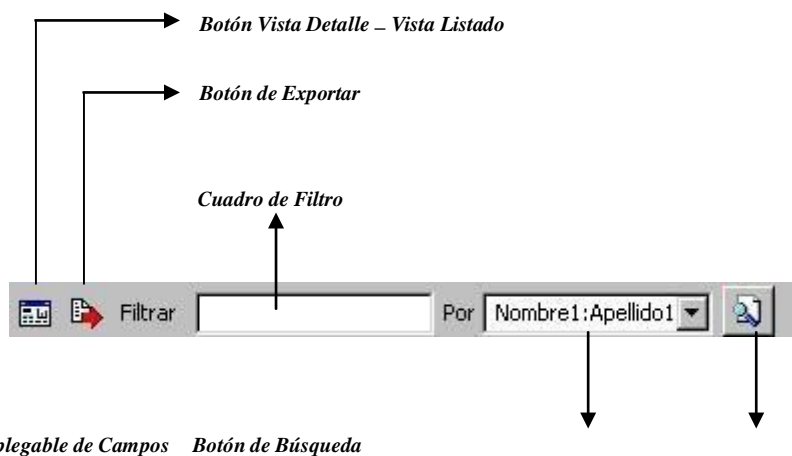 Botón Vista Detalle – Vista Listado
Botón de Exportar
Cuadro de Filtro
Filtrar Por Nombre1:Apellido1
plegable de Campos Botón de Búsqueda